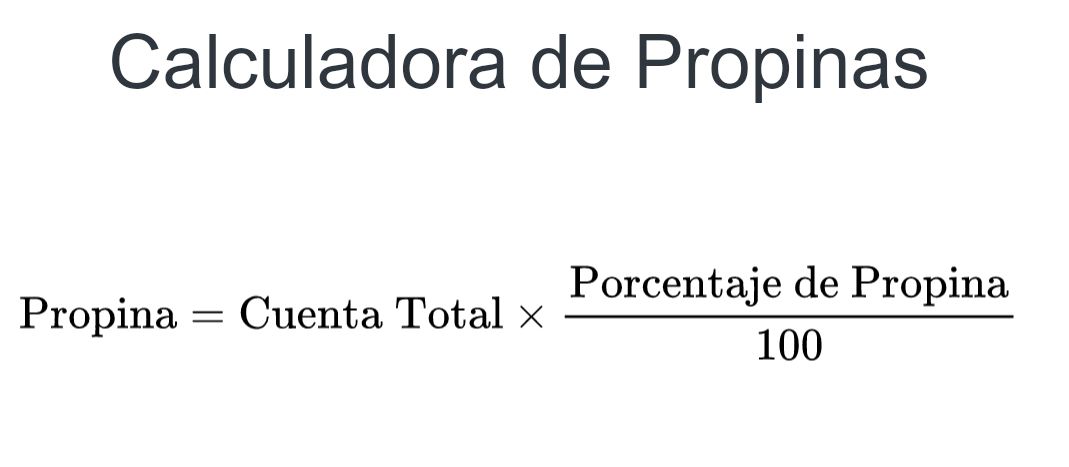 Calculadora de Propinas
Propina = Cuenta Total × Porcentaje de Propina / 100